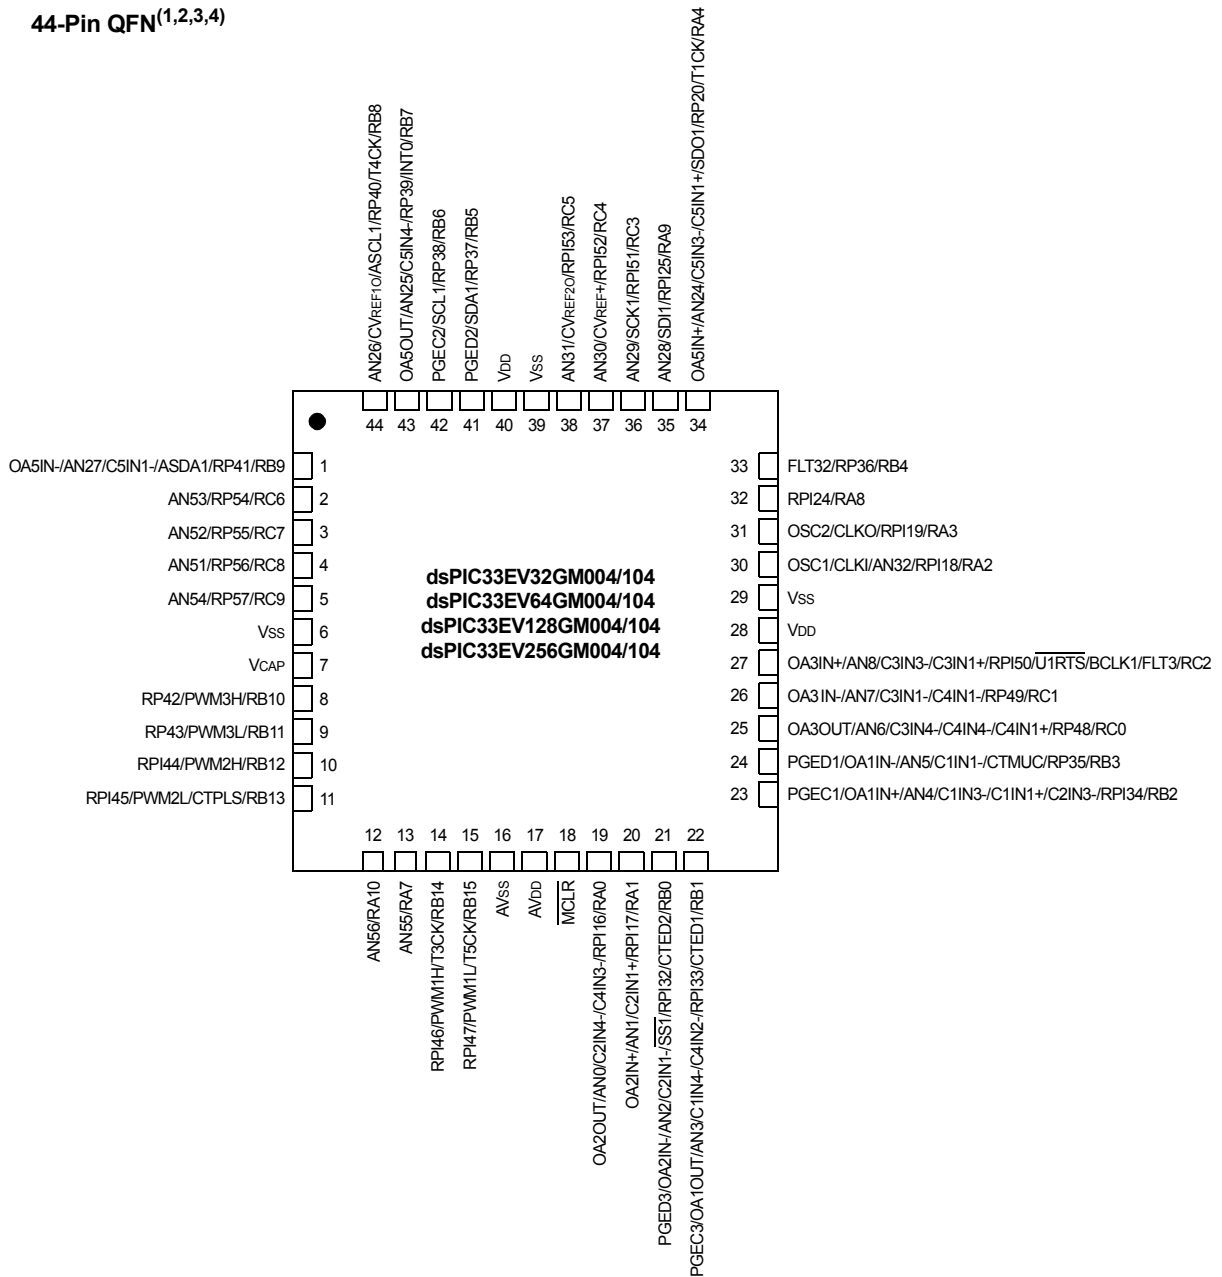 44-Pin QFN(1,2,3,4)
AN26/CVREF1O/ASCL1/RP40/T4CK/RB8
OA5OUT/AN25/C5IN4-/RP39/INT0/RB7
PGEC2/SCL1/RP38/RB6
PGED2/SDA1/RP37/RB5
VDD
VSS
AN31/CVREF2O/RPI53/RC5
AN30/CVREF+/RPI52/RC4
AN29/SCK1/RPI51/RC3
AN28/SDI1/RPI25/RA9
OA5IN+/AN24/C5IN3-/C5IN1+/SDO1/RP20/T1CK/RA4
44 43 42 41 40 39 38 37 36 35 34
OA5IN-/AN27/C5IN1-/ASDA1/RP41/RB9 1
AN53/RP54/RC6 2
AN52/RP55/RC7 3
AN51/RP56/RC8 4
AN54/RP57/RC9 5
VSS 6
VCAP 7
RP42/PWM3H/RB10 8
RP43/PWM3L/RB11 9
RPI44/PWM2H/RB12 10
RPI45/PWM2L/CTPLS/RB13 11
dsPIC33EV32GM004/104
dsPIC33EV64GM004/104
dsPIC33EV128GM004/104
dsPIC33EV256GM004/104
33 FLT32/RP36/RB4
32 RPI24/RA8
31 OSC2/CLKO/RPI19/RA3
30 OSC1/CLKI/AN32/RPI18/RA2
29 VSS
28 VDD
27 OA3IN+/AN8/C3IN3-/C3IN1+/RPI50/U1RTS/BCLK1/FLT3/RC2
26 OA3IN-/AN7/C3IN1-/C4IN1-/RP49/RC1
25 OA3OUT/AN6/C3IN4-/C4IN4-/C4IN1+/RP48/RC0
24 PGED1/OA1IN-/AN5/C1IN1-/CTMUC/RP35/RB3
23 PGEC1/OA1IN+/AN4/C1IN3-/C1IN1+/C2IN3-/RPI34/RB2
12 13 14 15 16 17 18 19 20 21 22
AN56/RA10
AN55/RA7
RPI46/PWM1H/T3CK/RB14
RPI47/PWM1L/T5CK/RB15
AVSS
AVDD
MCLR
OA2OUT/AN0/C2IN4-/C4IN3-/RPI16/RA0
OA2IN+/AN1/C2IN1+/RPI17/RA1
PGED3/OA2IN-/AN2/C2IN1-/SS1/RPI32/CTED2/RB0
PGEC3/OA1OUT/AN3/C1IN4-/C4IN2-/RPI33/CTED1/RB1